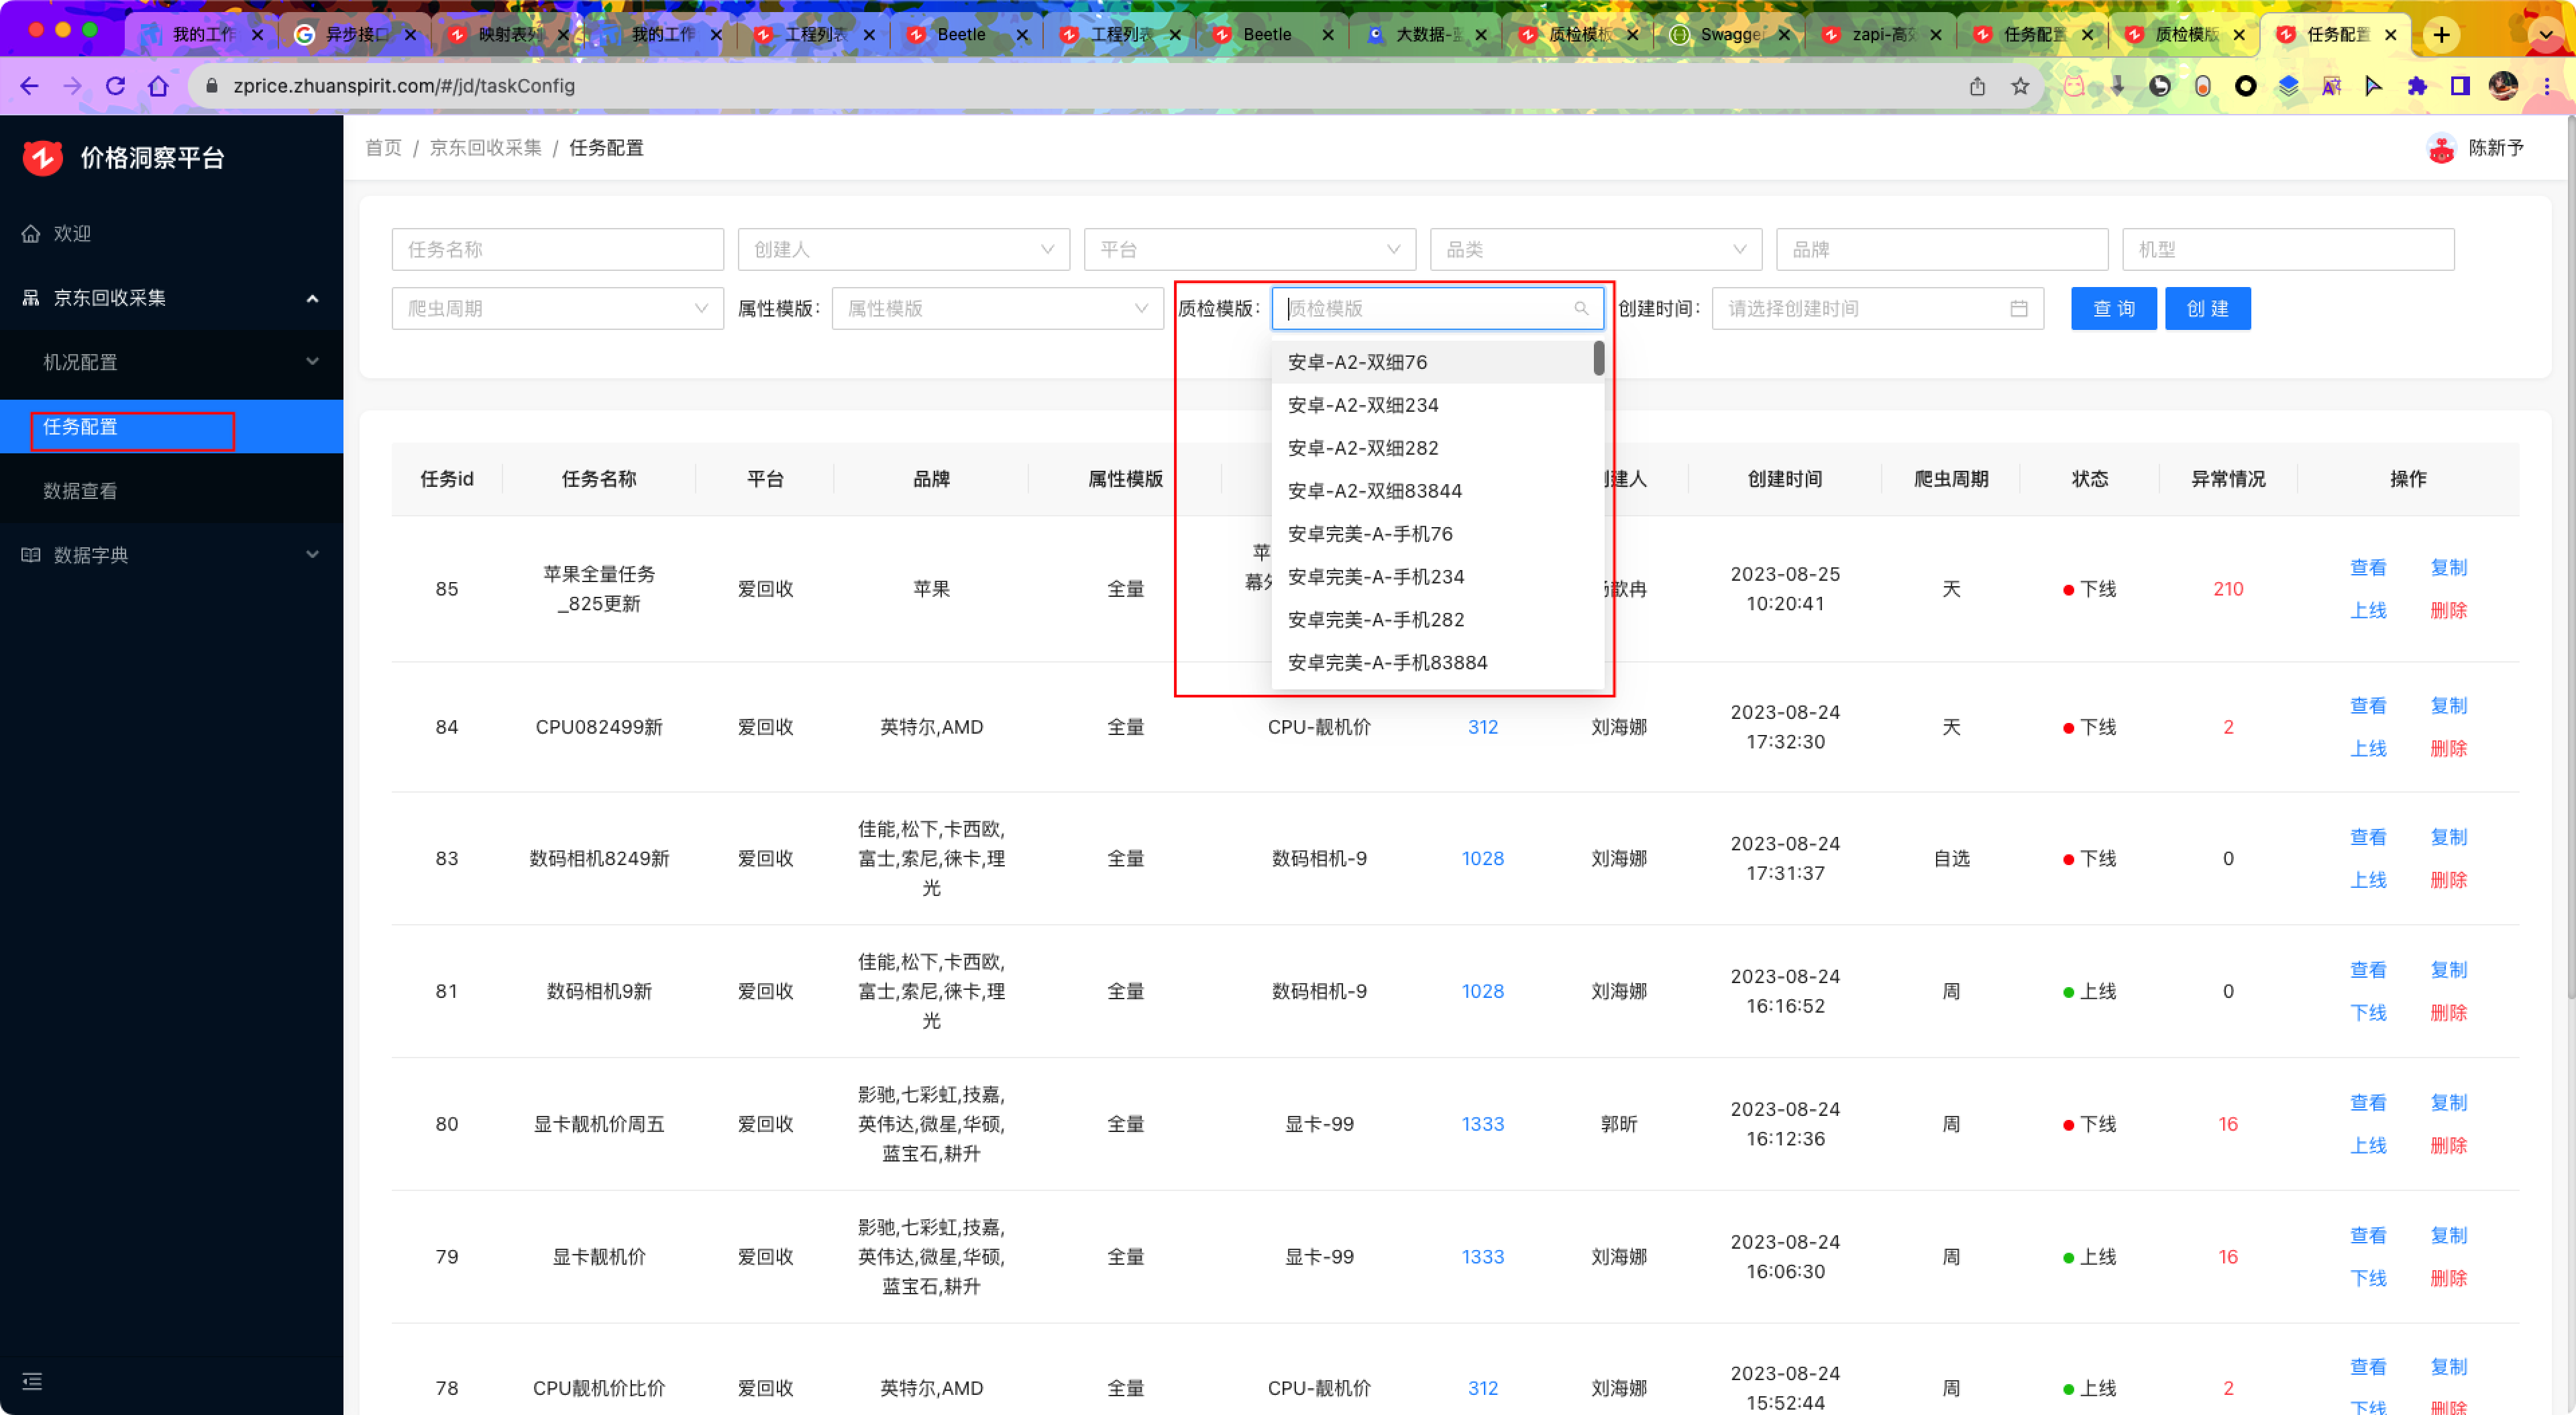 我的工作
异步接口
映射表列
我的工作
工程列表
Beetle
工程列表
Beetle
大数据-
质检模板
Swagge
zapi-高
任务配置
质检模版
任务配置
zprice.zhuanspirit.com/#/jd/taskConfig
价格洞察平台
首页 / 京东回收采集 / 任务配置
陈新予
欢迎
京东回收采集
机况配置
任务配置
数据查看
数据字典
任务名称
创建人
平台
品类
品牌
机型
爬虫周期
属性模版:
属性模版
质检模版:
质检模版
创建时间:
请选择创建时间
查 询
创 建
安卓-A2-双细76
安卓-A2-双细234
安卓-A2-双细282
安卓-A2-双细83844
安卓完美-A-手机76
安卓完美-A-手机234
安卓完美-A-手机282
安卓完美-A-手机83884
任务id 任务名称 平台 品牌 属性模版 建人 创建时间 爬虫周期 状态 异常情况 操作
85 苹果全量任务_825更新 爱回收 苹果 全量 苹 幕 歆冉 2023-08-25 10:20:41 天 下线 210 查看 复制 上线 删除
84 CPU082499新 爱回收 英特尔,AMD 全量 CPU-靓机价 312 刘海娜 2023-08-24 17:32:30 天 下线 2 查看 复制 上线 删除
83 数码相机8249新 爱回收 佳能,松下,卡西欧,富士,索尼,徕卡,理光 全量 数码相机-9 1028 刘海娜 2023-08-24 17:31:37 自选 下线 0 查看 复制 上线 删除
81 数码相机9新 爱回收 佳能,松下,卡西欧,富士,索尼,徕卡,理光 全量 数码相机-9 1028 刘海娜 2023-08-24 16:16:52 周 上线 0 查看 复制 下线 删除
80 显卡靓机价周五 爱回收 影驰,七彩虹,技嘉,英伟达,微星,华硕,蓝宝石,耕升 全量 显卡-99 1333 郭昕 2023-08-24 16:12:36 周 下线 16 查看 复制 上线 删除
79 显卡靓机价 爱回收 影驰,七彩虹,技嘉,英伟达,微星,华硕,蓝宝石,耕升 全量 显卡-99 1333 刘海娜 2023-08-24 16:06:30 周 上线 16 查看 复制 下线 删除
78 CPU靓机价比价 爱回收 英特尔,AMD 全量 CPU-靓机价 312 刘海娜 2023-08-24 15:52:44 周 上线 2 查看 复制 下线 删除